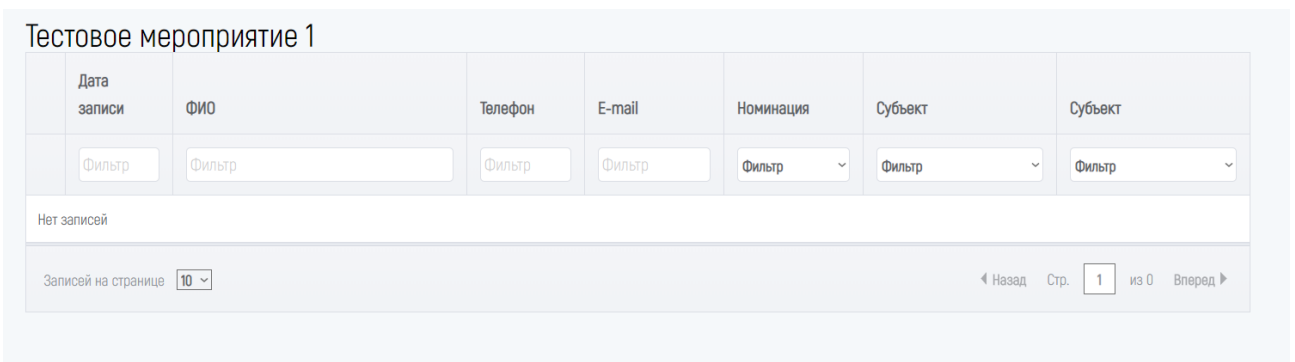 Тестовое мероприятие 1
Дата
записи ФИО Телефон E-mail Номинация Субъект Субъект
Фильтр Фильтр Фильтр Фильтр Фильтр Фильтр Фильтр
Нет записей
Записей на странице 10 Назад Стр. 1 из 0 Вперед